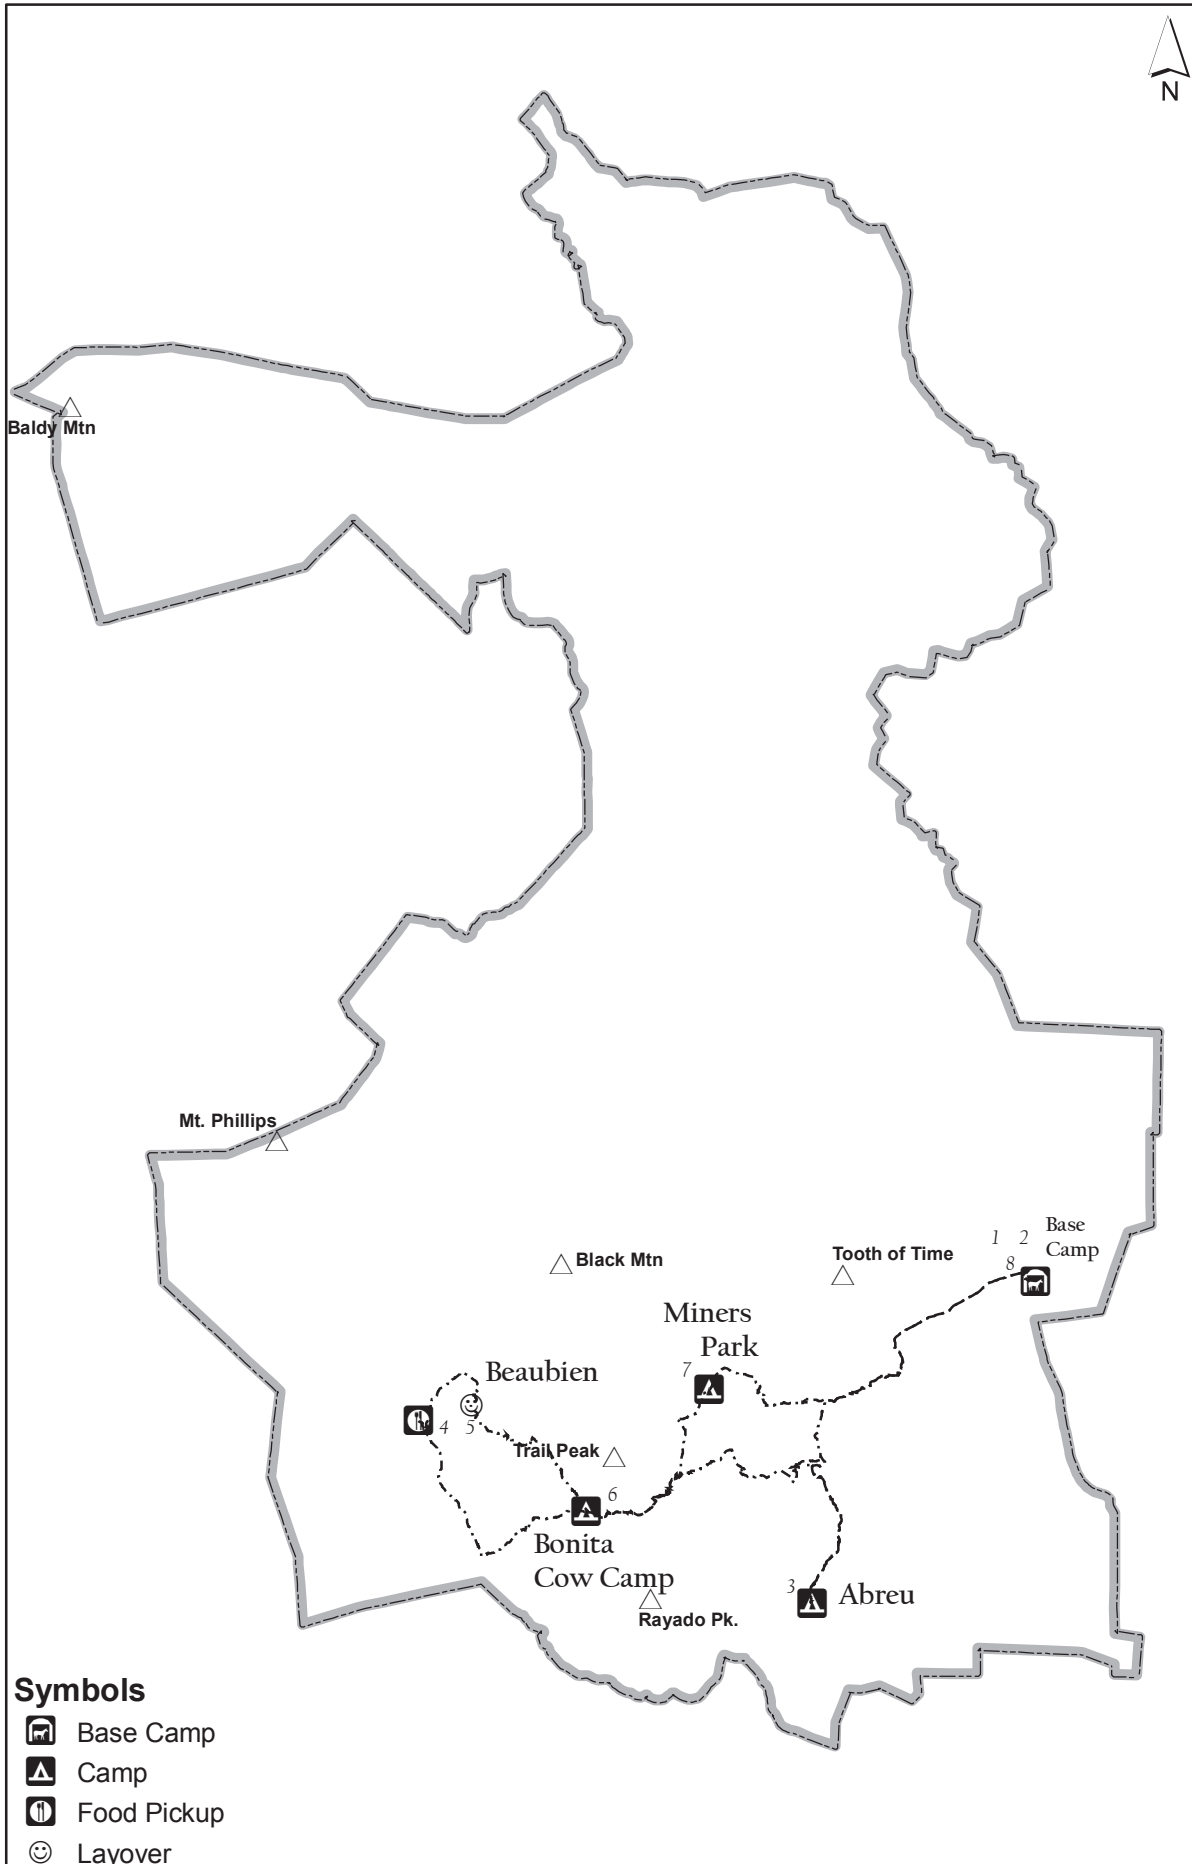 N
Baldy Mtn
Mt. Phillips
1 2 Base
Camp
8
Tooth of Time
Black Mtn
Miners
Park
7
Beaubien
4 5
Trail Peak
6
Bonita
Cow Camp
3 Abreu
Rayado Pk.
Symbols
Base Camp
Camp
Food Pickup
Layover